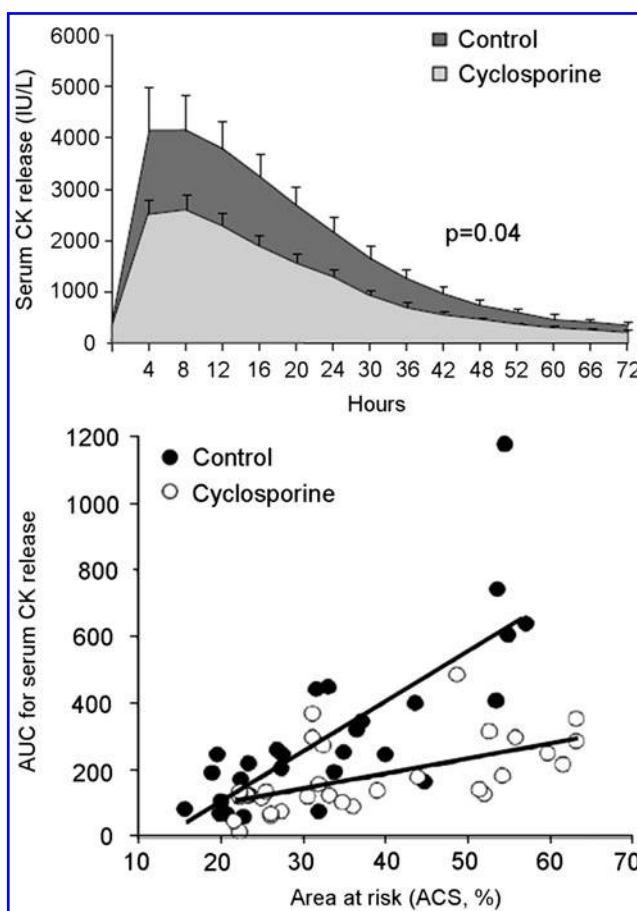 6000
5000
4000
3000
2000
1000
0
Serum CK release (IU/L)
Control
Cyclosporine
p=0.04
4 8 12 16 20 24 30 36 42 48 52 60 66 72
Hours
1200
1000
800
600
400
200
0
AUC for serum CK release
Control
Cyclosporine
10 20 30 40 50 60 70
Area at risk (ACS, %)